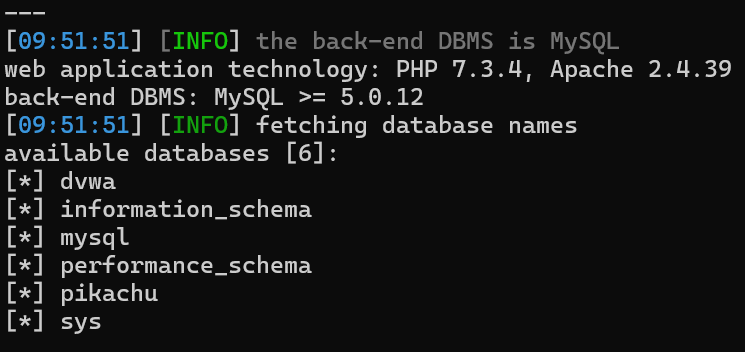 ---
[09:51:51] [INFO] the back-end DBMS is MySQL
web application technology: PHP 7.3.4, Apache 2.4.39
back-end DBMS: MySQL >= 5.0.12
[09:51:51] [INFO] fetching database names
available databases [6]:
[*] dvwa
[*] information_schema
[*] mysql
[*] performance_schema
[*] pikachu
[*] sys